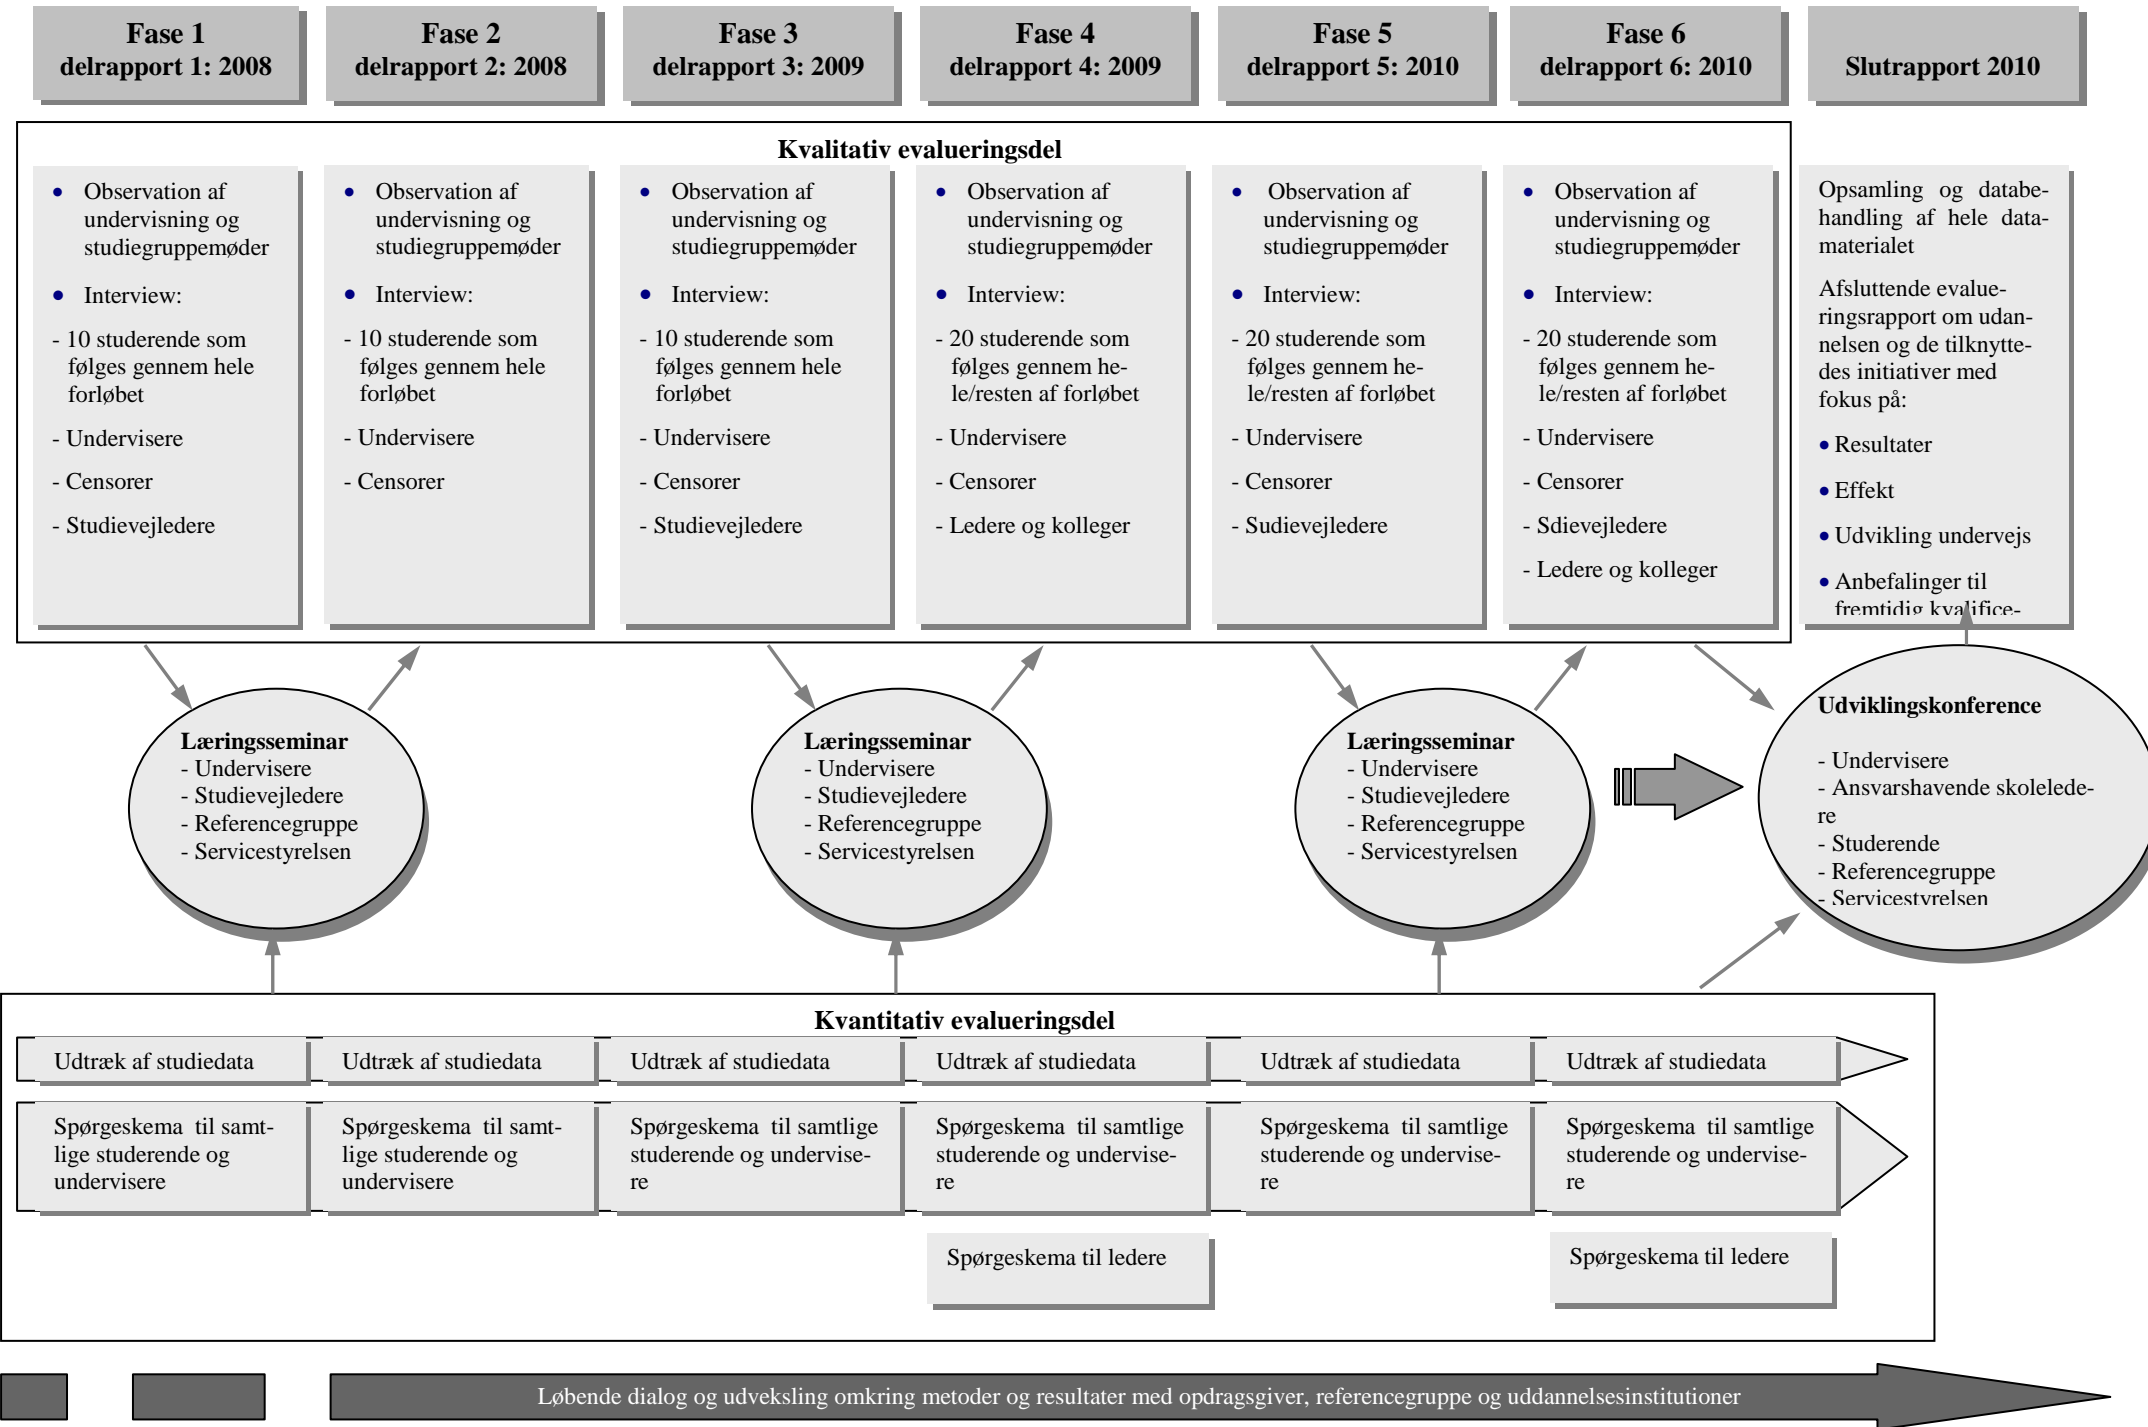 Fase 1
delrapport 1: 2008
Fase 2
delrapport 2: 2008
Fase 3
delrapport 3: 2009
Fase 4
delrapport 4: 2009
Fase 5
delrapport 5: 2010
Fase 6
delrapport 6: 2010
Slutrapport 2010
Kvalitativ evalueringsdel
• Observation af
undervisning og
studiegruppemøder
• Interview:
- 10 studerende som
følges gennem hele
forløbet
- Undervisere
- Censorer
- Studievejledere
• Observation af
undervisning og
studiegruppemøder
• Interview:
- 10 studerende som
følges gennem hele
forløbet
- Undervisere
- Censorer
• Observation af
undervisning og
studiegruppemøder
• Interview:
- 10 studerende som
følges gennem hele
forløbet
- Undervisere
- Censorer
- Studievejledere
• Observation af
undervisning og
studiegruppemøder
• Interview:
- 20 studerende som
følges gennem he-
le/resten af forløbet
- Undervisere
- Censorer
- Ledere og kolleger
• Observation af
undervisning og
studiegruppemøder
• Interview:
- 20 studerende som
følges gennem he-
le/resten af forløbet
- Undervisere
- Censorer
- Sudievejledere
• Observation af
undervisning og
studiegruppemøder
• Interview:
- 20 studerende som
følges gennem he-
le/resten af forløbet
- Undervisere
- Censorer
- Sdievejledere
- Ledere og kolleger
Opsamling og databe-
handling af hele data-
materialet
Afsluttende evalue-
ringsrapport om udan-
nelsen og de tilknytte-
des initiativer med
fokus på:
• Resultater
• Effekt
• Udvikling undervejs
• Anbefalinger til
fremtidig kvalifice-
Læringsseminar
- Undervisere
- Studievejledere
- Referencegruppe
- Servicestyrelsen
Læringsseminar
- Undervisere
- Studievejledere
- Referencegruppe
- Servicestyrelsen
Læringsseminar
- Undervisere
- Studievejledere
- Referencegruppe
- Servicestyrelsen
Udviklingskonference
- Undervisere
- Ansvarshavende skolelede-
re
- Studerende
- Referencegruppe
- Servicestyrelsen
Kvantitativ evalueringsdel
Udtræk af studiedata
Udtræk af studiedata
Udtræk af studiedata
Udtræk af studiedata
Udtræk af studiedata
Udtræk af studiedata
Spørgeskema til samt-
lige studerende og
undervisere
Spørgeskema til samt-
lige studerende og
undervisere
Spørgeskema til samtlige
studerende og undervise-
re
Spørgeskema til samtlige
studerende og undervise-
re
Spørgeskema til samtlige
studerende og undervise-
re
Spørgeskema til samtlige
studerende og undervise-
re
Spørgeskema til ledere
Spørgeskema til ledere
Løbende dialog og udveksling omkring metoder og resultater med opdragsgiver, referencegruppe og uddannelsesinstitutioner